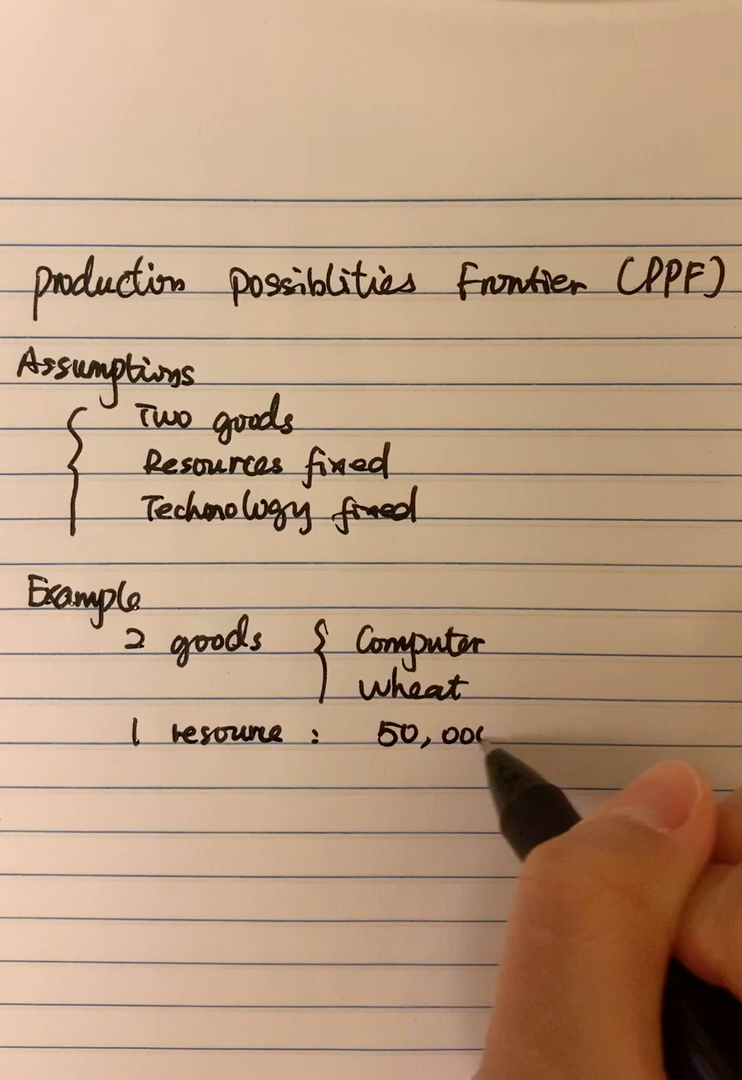 production possiblities Frontier (PPF)
Assumptions
Two goods
Resources fixed
Technology fixed
Example
2 goods { Computer
Wheat
1 resource : 50,000